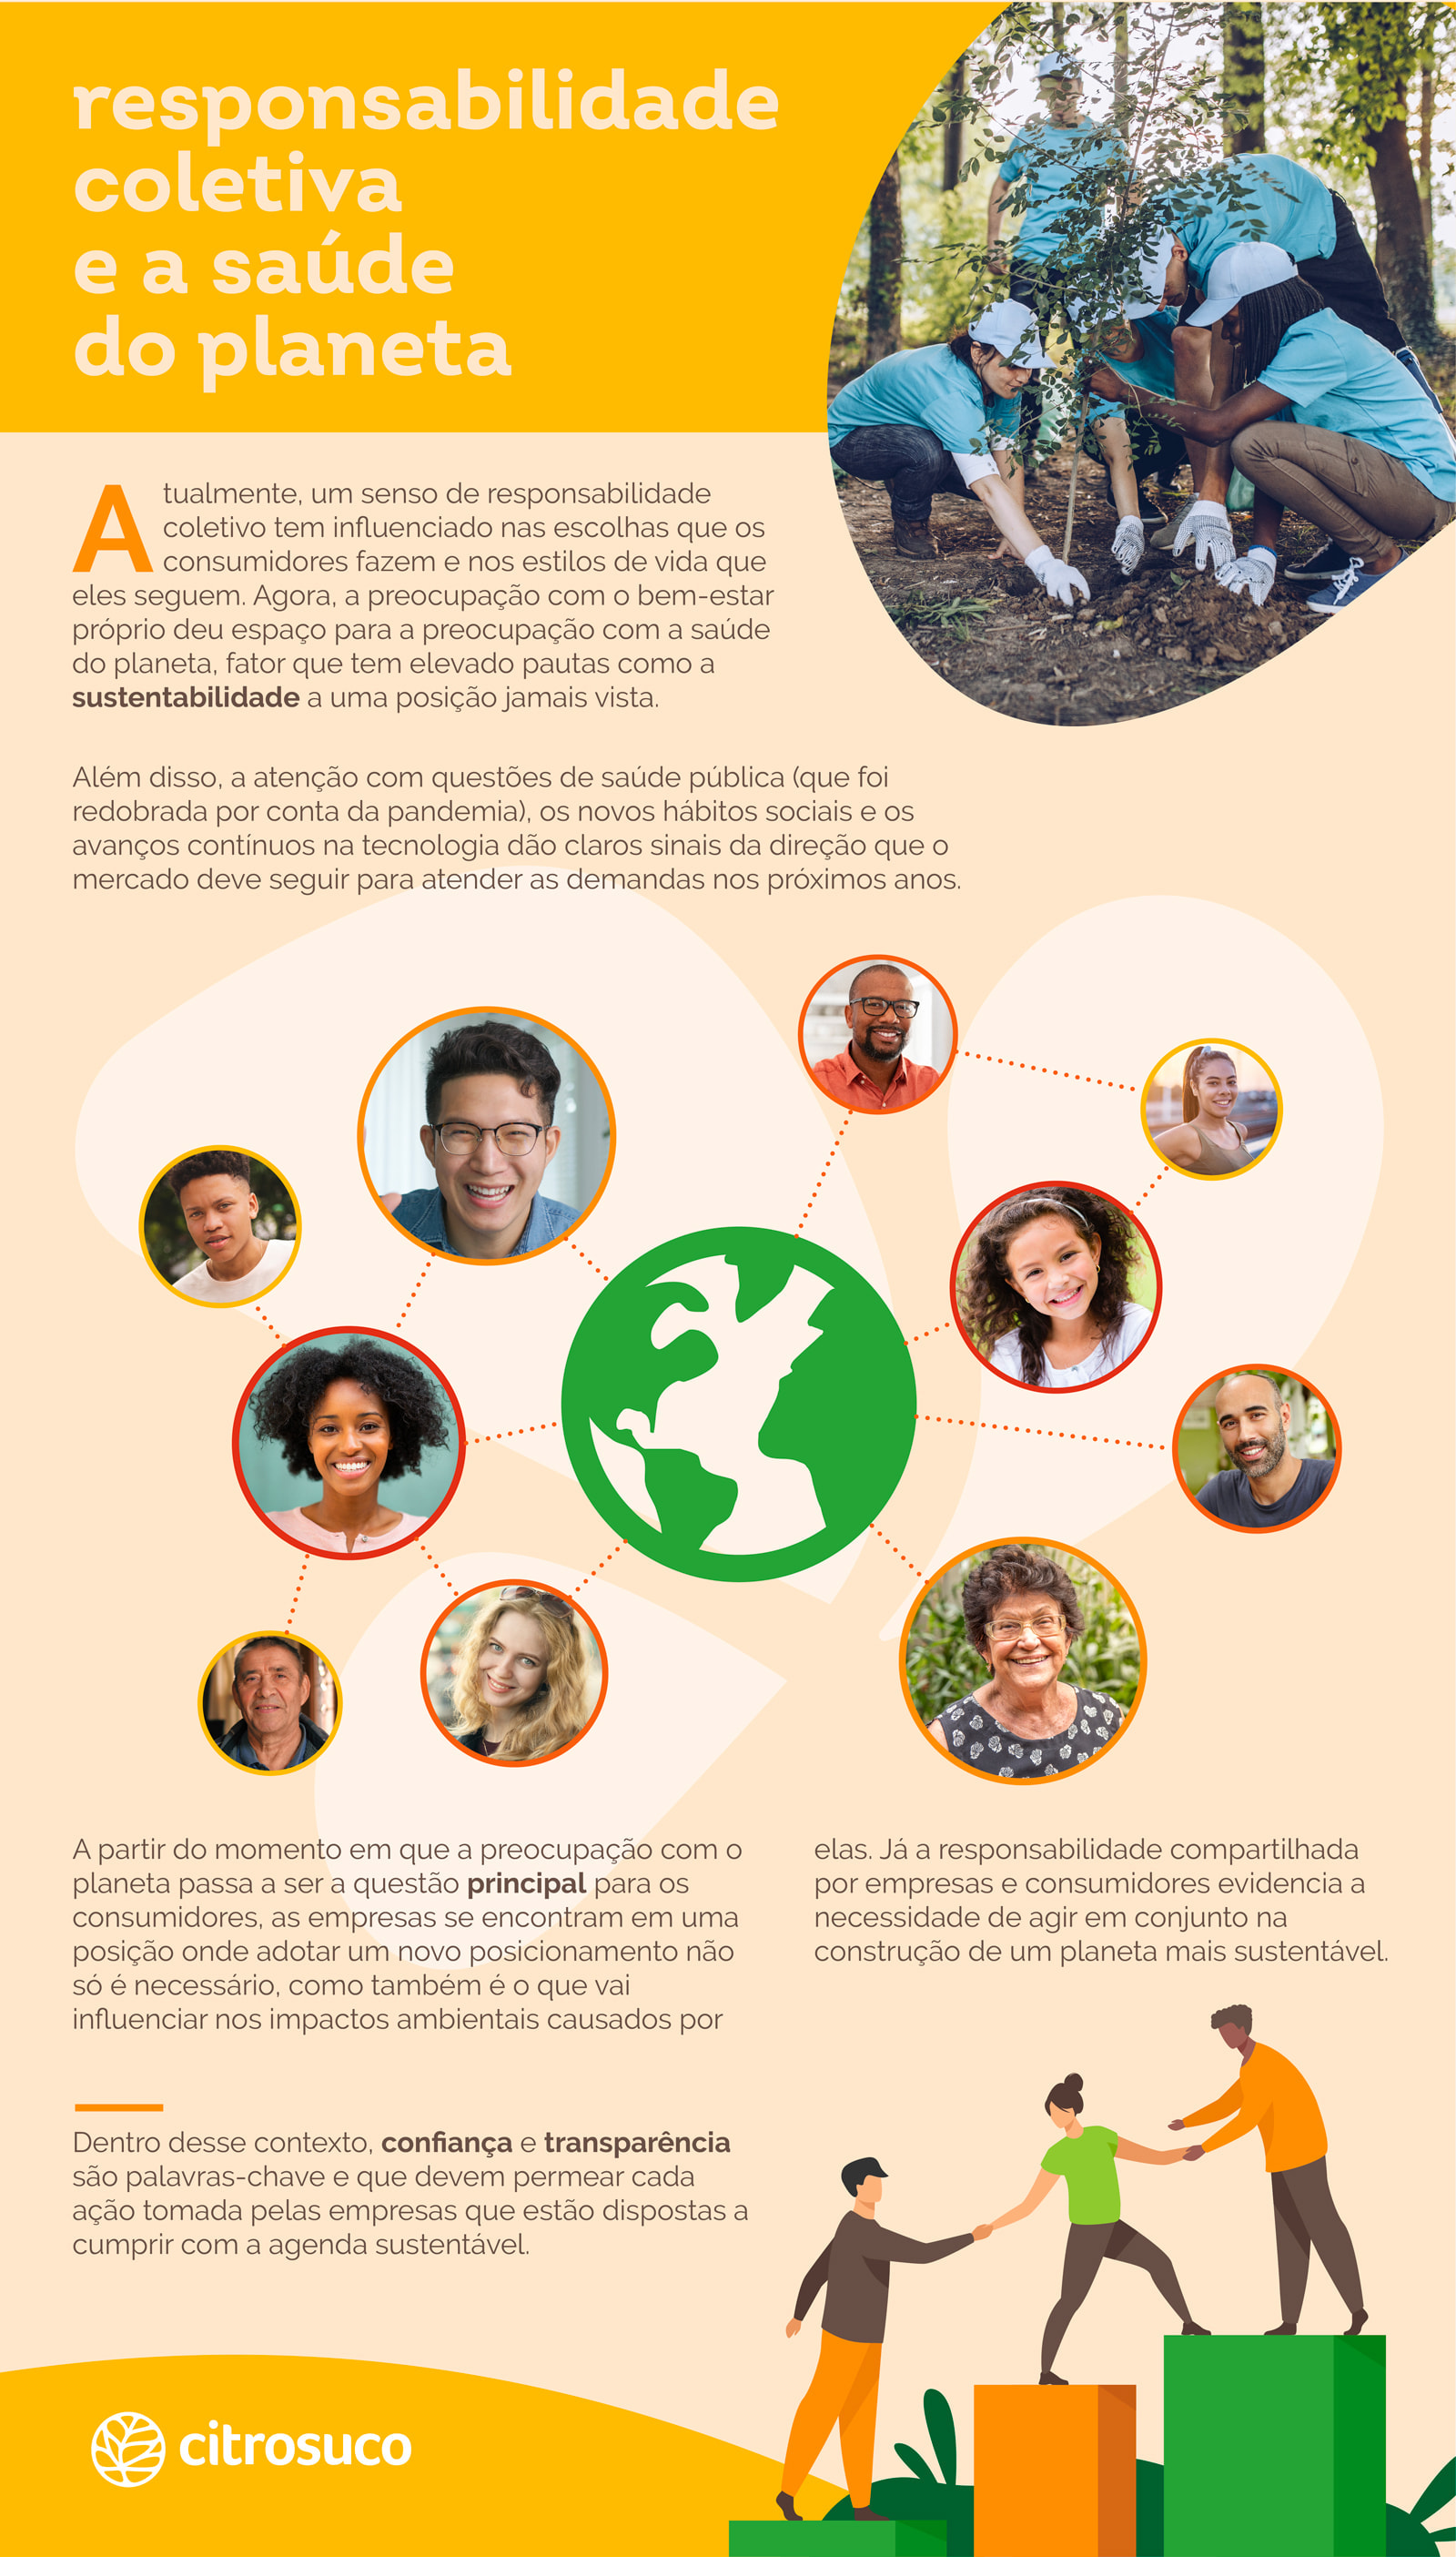 responsabilidade
coletiva
e a saúde
do planeta
Atualmente, um senso de responsabilidade
coletivo tem influenciado nas escolhas que os
consumidores fazem e nos estilos de vida que
eles seguem. Agora, a preocupação com o bem-estar
próprio deu espaço para a preocupação com a saúde
do planeta, fator que tem elevado pautas como a
sustentabilidade a uma posição jamais vista.
Além disso, a atenção com questões de saúde pública (que foi
redobrada por conta da pandemia), os novos hábitos sociais e os
avanços contínuos na tecnologia dão claros sinais da direção que o
mercado deve seguir para atender as demandas nos próximos anos.
A partir do momento em que a preocupação com o
planeta passa a ser a questão principal para os
consumidores, as empresas se encontram em uma
posição onde adotar um novo posicionamento não
só é necessário, como também é o que vai
influenciar nos impactos ambientais causados por
elas. Já a responsabilidade compartilhada
por empresas e consumidores evidencia a
necessidade de agir em conjunto na
construção de um planeta mais sustentável.
Dentro desse contexto, confiança e transparência
são palavras-chave e que devem permear cada
ação tomada pelas empresas que estão dispostas a
cumprir com a agenda sustentável.
citrosuco